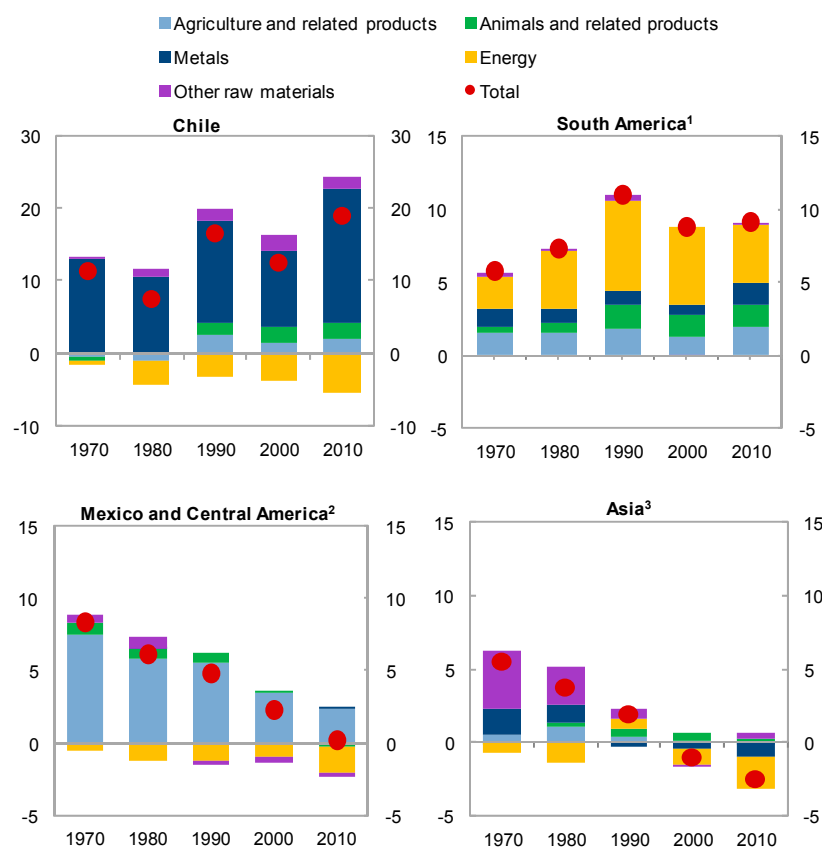 Agriculture and related products Animals and related products
Metals Energy
Other raw materials Total
Chile South America¹
30 30 15 15
20 20 10 10
10 10 5 5
0 0 0 0
-10 -10 -5 -5
1970 1980 1990 2000 2010 1970 1980 1990 2000 2010
Mexico and Central America² Asia³
15 15 15 15
10 10 10 10
5 5 5 5
0 0 0 0
-5 -5 -5 -5
1970 1980 1990 2000 2010 1970 1980 1990 2000 2010